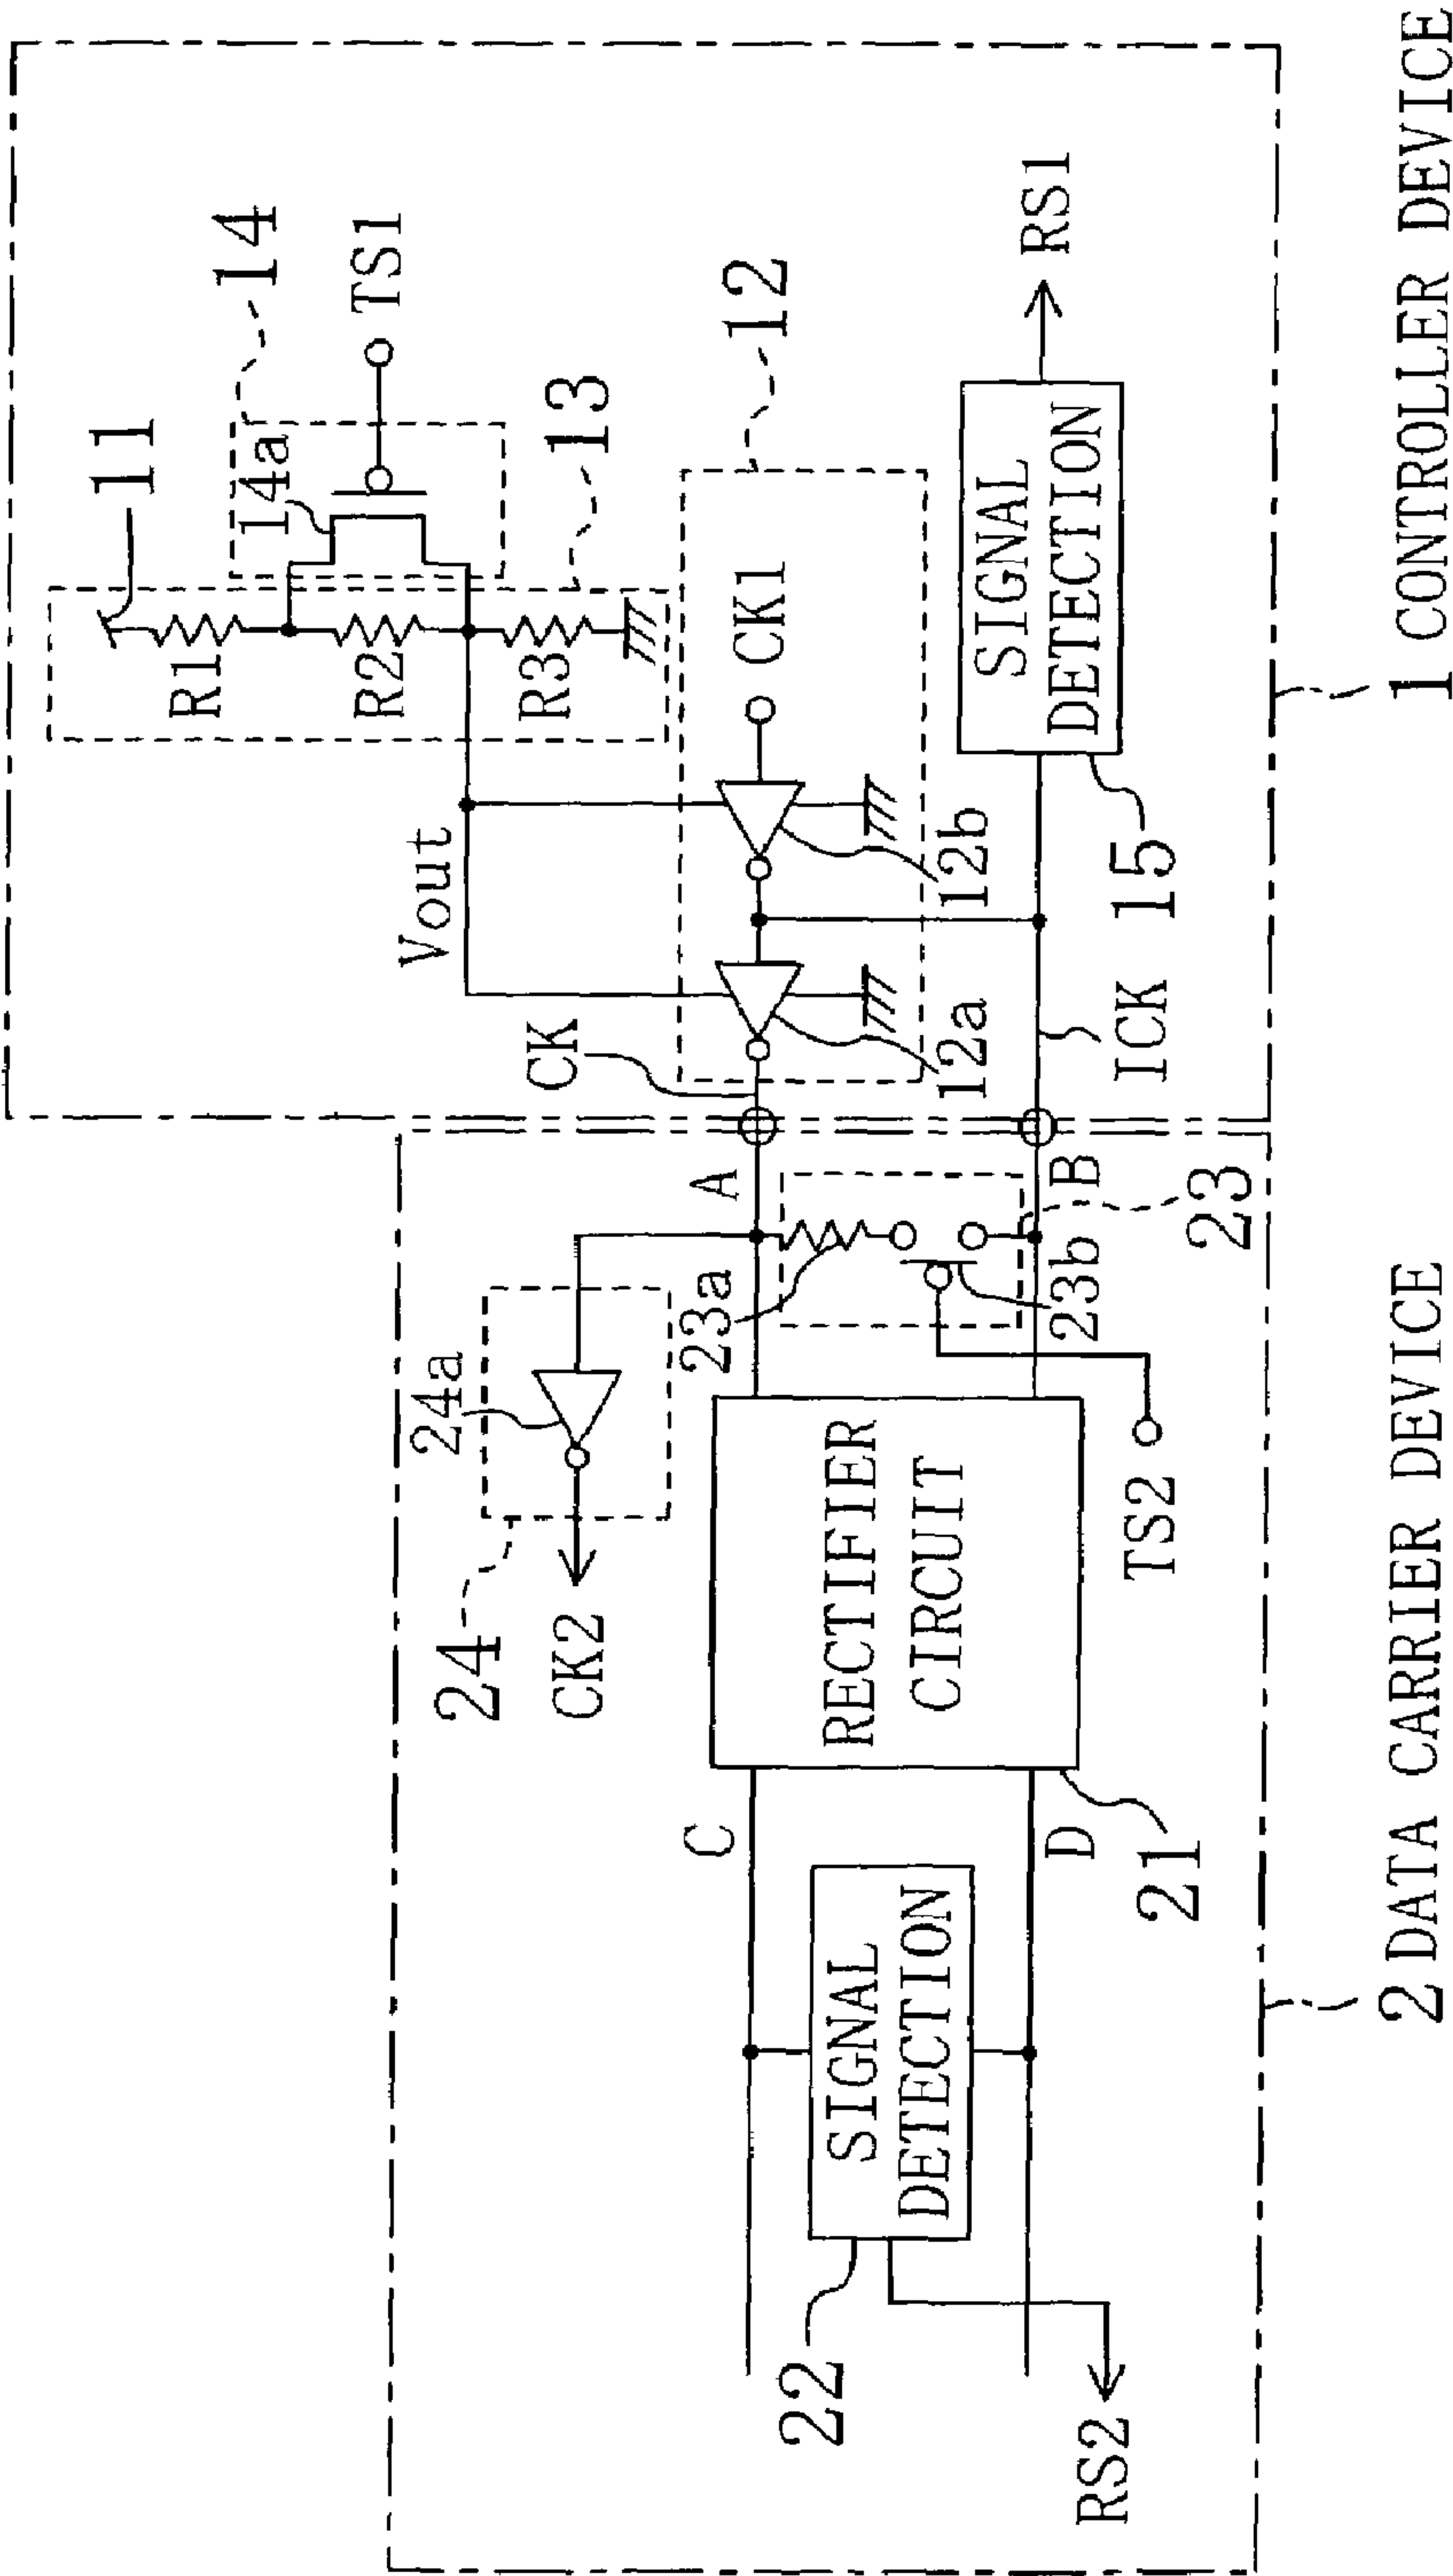 11
14
14a
TS1
R1
R2
R3
13
Vout
CK
CK1
12
12a
12b
SIGNAL
DETECTION
RS1
15
ICK
1 CONTROLLER DEVICE
A
B
23
23a
23b
24a
24
CK2
RECTIFIER
CIRCUIT
TS2
21
C
D
SIGNAL
DETECTION
22
RS2
2 DATA CARRIER DEVICE